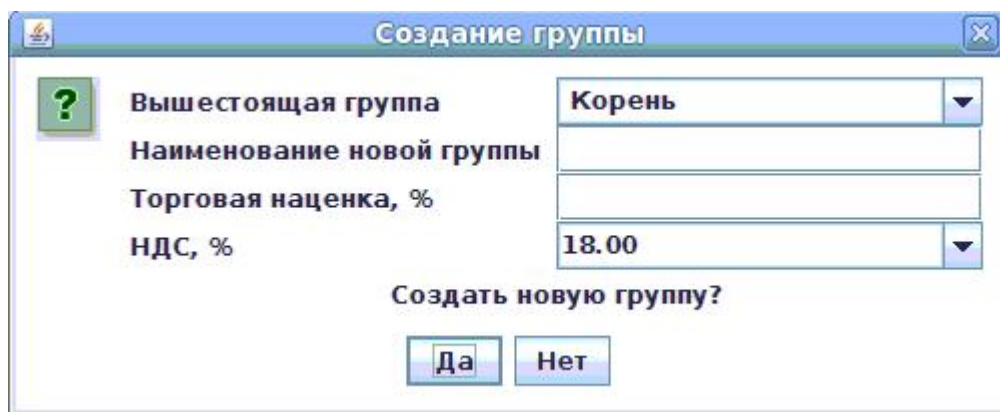 Создание группы
?
Вышестоящая группа Корень
Наименование новой группы
Торговая наценка, %
НДС, % 18.00
Создать новую группу?
Да Нет